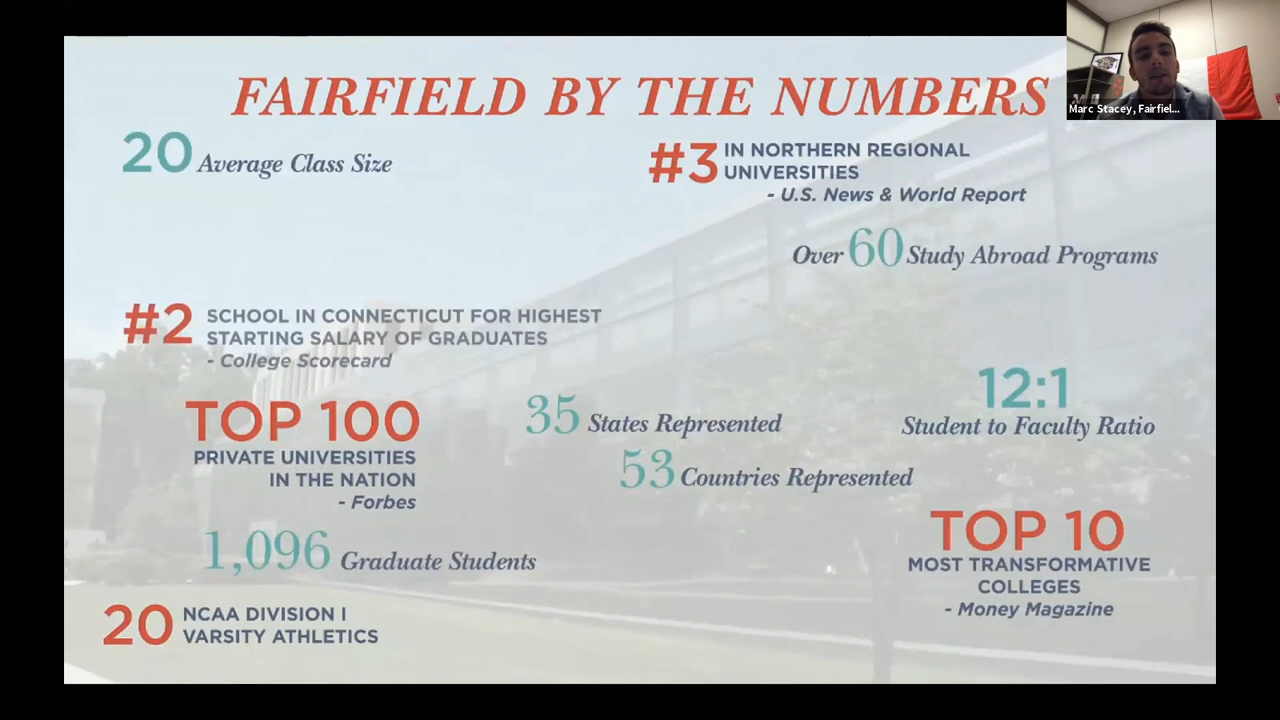 FAIRFIELD BY THE NUMBERS
Marc Stacey, Fairfiel...
20 Average Class Size
#3 IN NORTHERN REGIONAL
UNIVERSITIES
- U.S. News & World Report
Over 60 Study Abroad Programs
#2 SCHOOL IN CONNECTICUT FOR HIGHEST
STARTING SALARY OF GRADUATES
- College Scorecard
TOP 100
PRIVATE UNIVERSITIES
IN THE NATION
- Forbes
35 States Represented
53 Countries Represented
12:1
Student to Faculty Ratio
1,096 Graduate Students
TOP 10
MOST TRANSFORMATIVE
COLLEGES
- Money Magazine
20 NCAA DIVISION I
VARSITY ATHLETICS